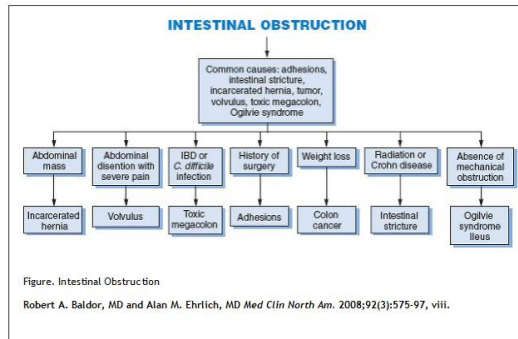 INTESTINAL OBSTRUCTION
Common causes: adhesions,
intestinal stricture,
incarcerated hernia, tumor,
volvulus, toxic megacolon,
Ogilvie syndrome
Abdominal
mass
Abdominal
disention with
severe pain
IBD or
C. difficile
infection
History of
surgery
Weight loss
Radiation or
Crohn disease
Absence of
mechanical
obstruction
Incarcerated
hernia
Volvulus
Toxic
megacolon
Adhesions
Colon
cancer
Intestinal
stricture
Ogilvie
syndrome
Ileus
Figure. Intestinal Obstruction
Robert A. Baldor, MD and Alan M. Ehrlich, MD Med Clin North Am. 2008;92(3):575-97, viii.